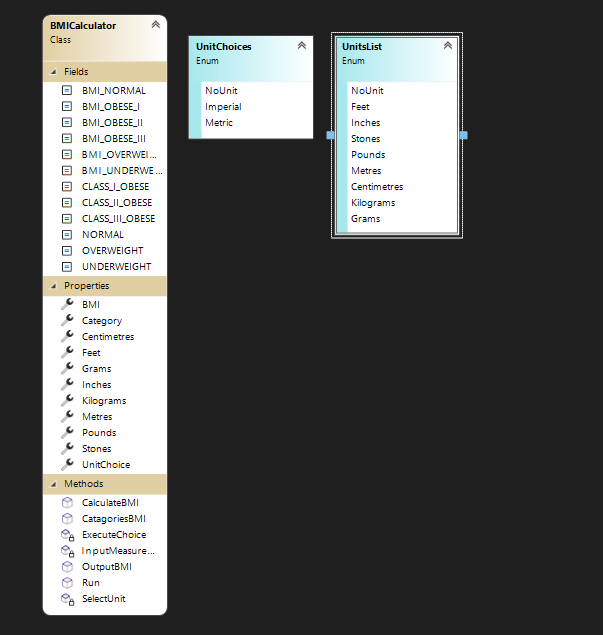 BMICalculator
Class
Fields
BMI_NORMAL
BMI_OBESE_I
BMI_OBESE_II
BMI_OBESE_III
BMI_OVERWEI...
BMI_UNDERWE...
CLASS_I_OBESE
CLASS_II_OBESE
CLASS_III_OBESE
NORMAL
OVERWEIGHT
UNDERWEIGHT
Properties
BMI
Category
Centimetres
Feet
Grams
Inches
Kilograms
Metres
Pounds
Stones
UnitChoice
Methods
CalculateBMI
CatagoriesBMI
ExecuteChoice
InputMeasure...
OutputBMI
Run
SelectUnit
UnitChoices
Enum
NoUnit
Imperial
Metric
UnitsList
Enum
NoUnit
Feet
Inches
Stones
Pounds
Metres
Centimetres
Kilograms
Grams